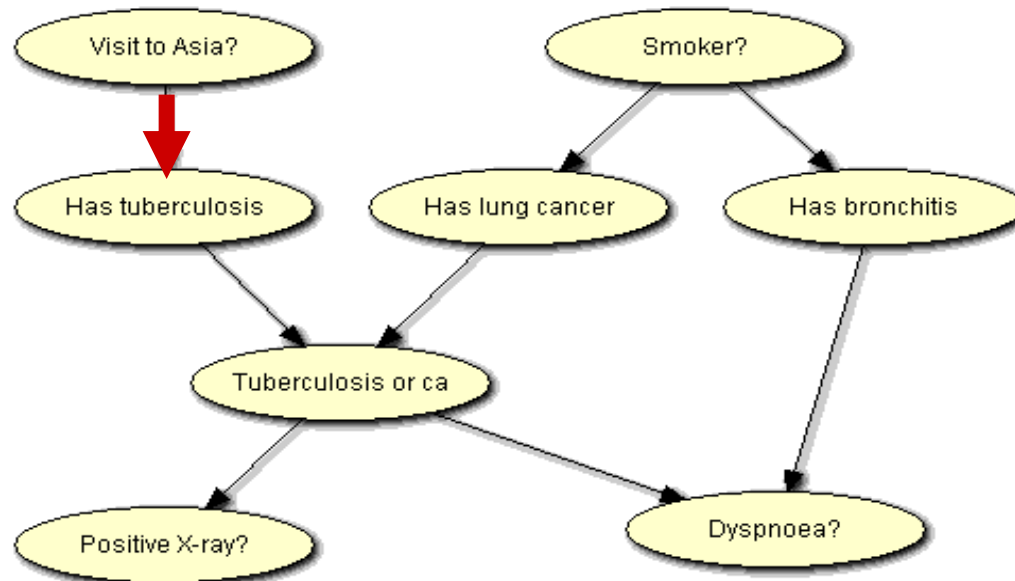 Visit to Asia?
Smoker?
Has tuberculosis
Has lung cancer
Has bronchitis
Tuberculosis or ca
Positive X-ray?
Dyspnoea?